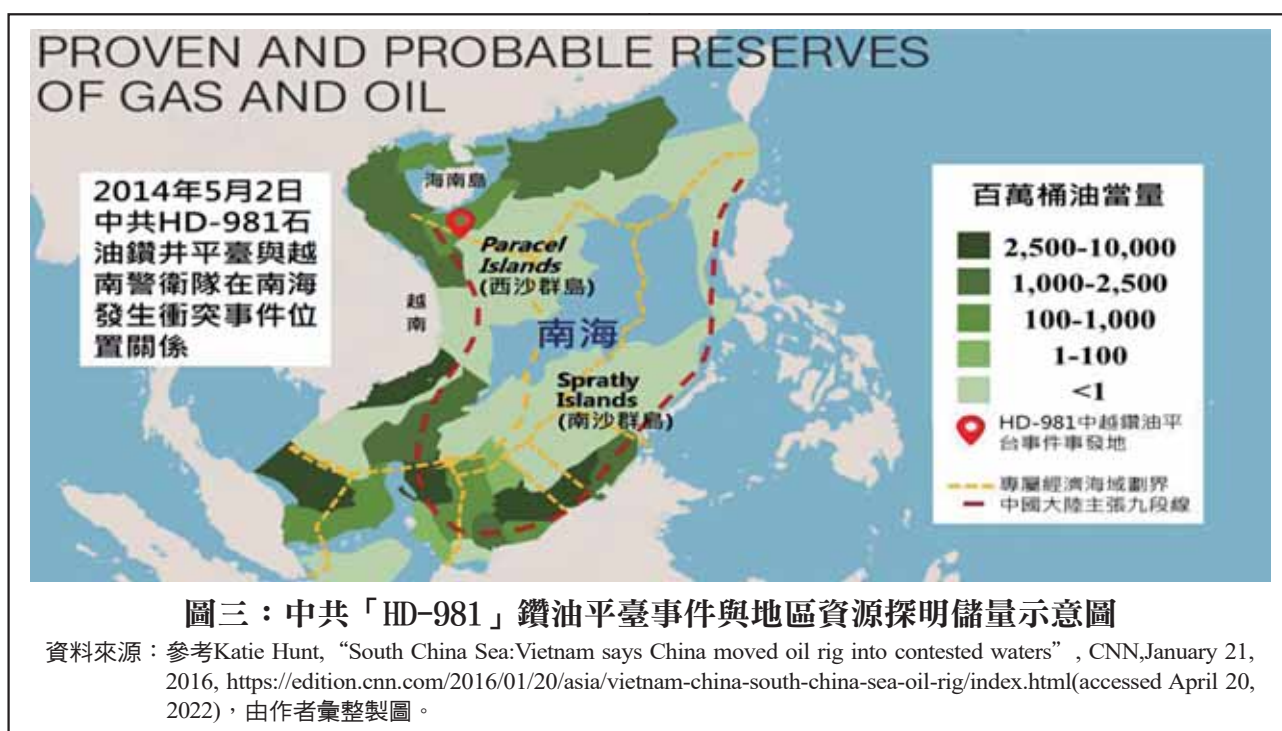 PROVEN AND PROBABLE RESERVES
OF GAS AND OIL
2014年5月2日
中共HD-981石
油鑽井平臺與越
南警衛隊在南海
發生衝突事件位
置關係
海南島
Paracel
Islands
(西沙群島)
越
南
南海
Spratly
Islands
(南沙群島)
百萬桶油當量
2,500-10,000
1,000-2,500
100-1,000
1-100
<1
HD-981中越鑽油平
台事件事發地
專屬經濟海域劃界
中國大陸主張九段線
圖三：中共「HD-981」鑽油平臺事件與地區資源探明儲量示意圖
資料來源：參考Katie Hunt,“South China Sea:Vietnam says China moved oil rig into contested waters”, CNN,January 21,
2016, https://edition.cnn.com/2016/01/20/asia/vietnam-china-south-china-sea-oil-rig/index.html(accessed April 20,
2022)，由作者彙整製圖。